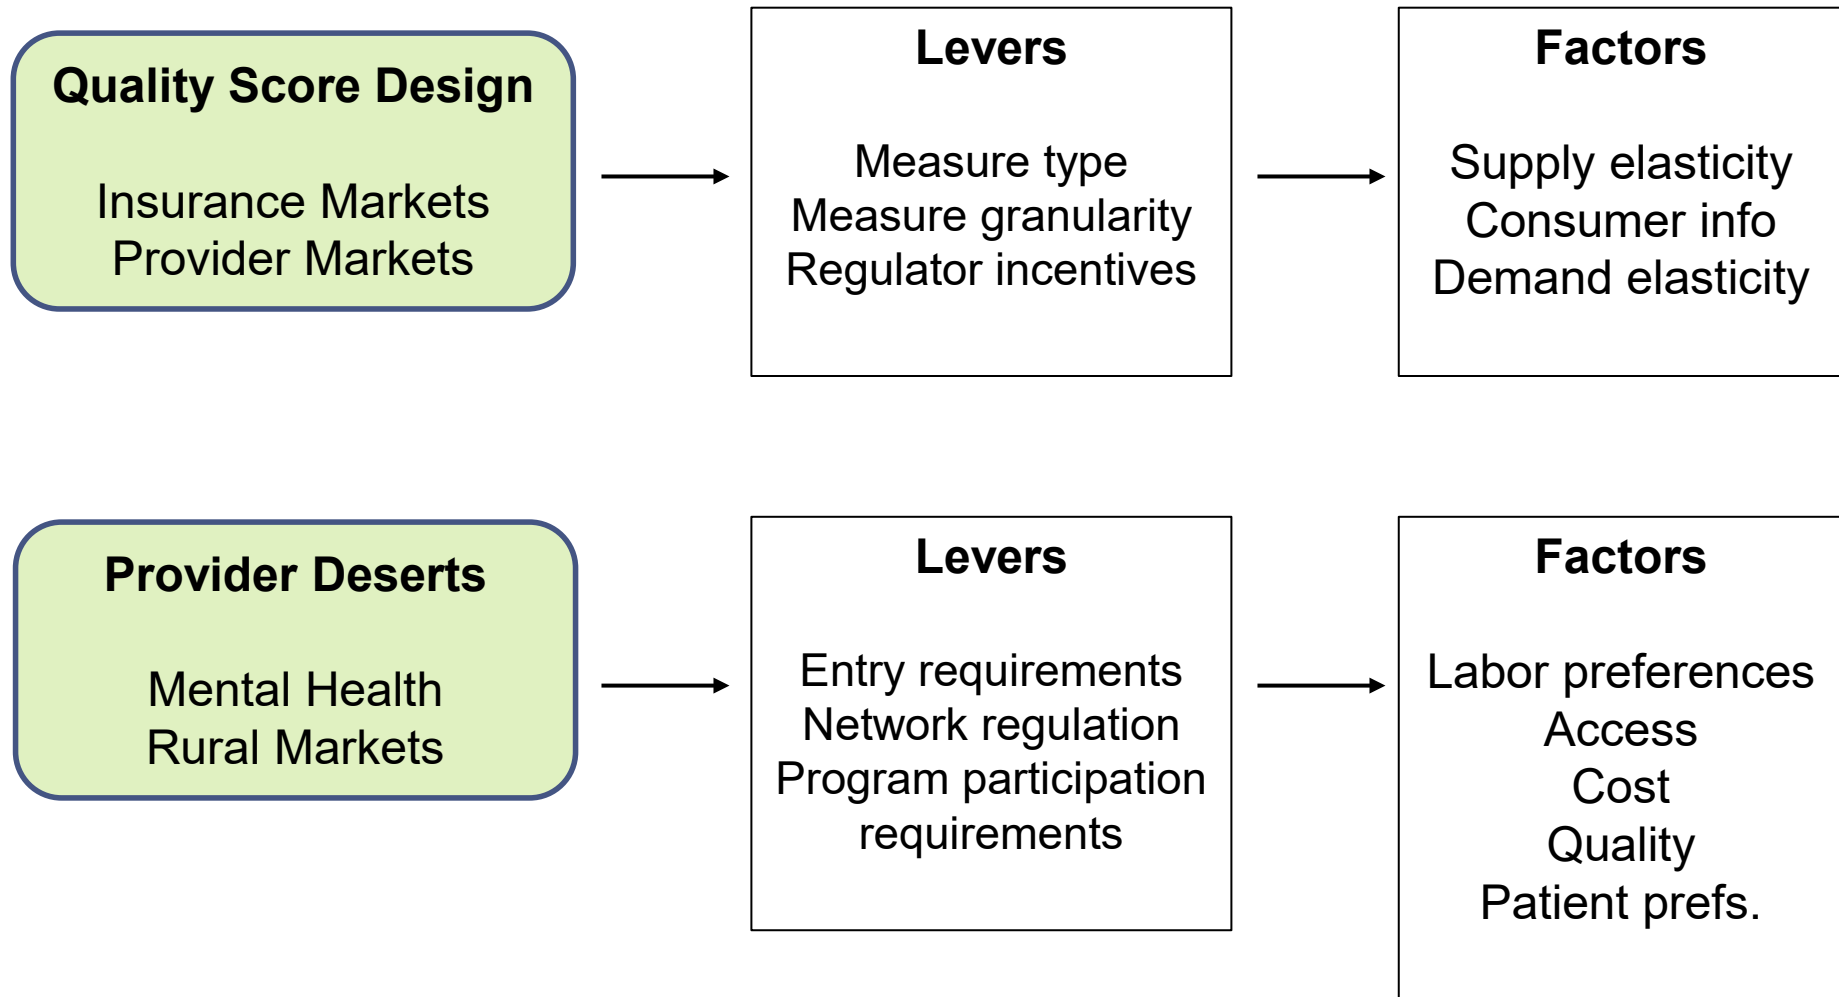 Quality Score Design
Insurance Markets
Provider Markets
Levers
Measure type
Measure granularity
Regulator incentives
Factors
Supply elasticity
Consumer info
Demand elasticity
Provider Deserts
Mental Health
Rural Markets
Levers
Entry requirements
Network regulation
Program participation
requirements
Factors
Labor preferences
Access
Cost
Quality
Patient prefs.